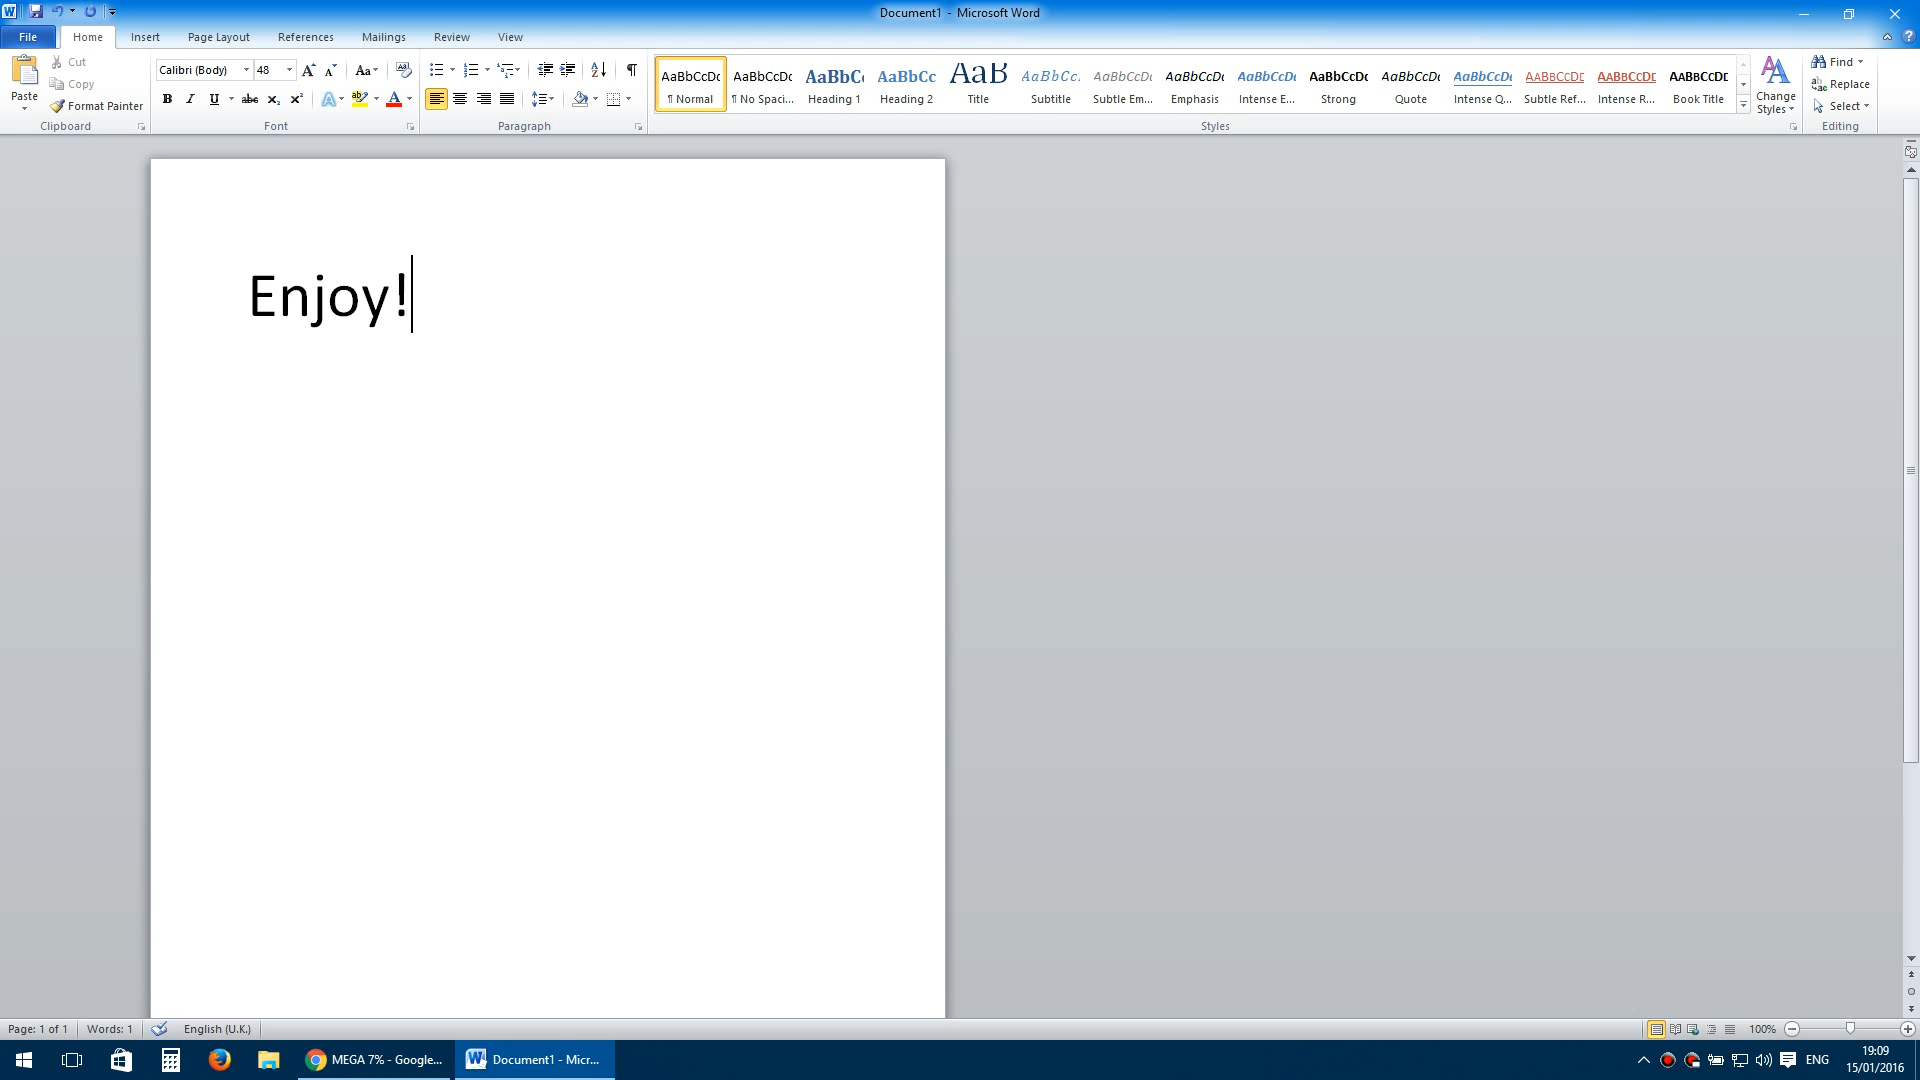 Document1 - Microsoft Word
File Home Insert Page Layout References Mailings Review View
Paste
Cut
Copy
Format Painter
Clipboard
Calibri (Body) 48
Font
Paragraph
AaBbCcDc AaBbCcDc AaBbCc AaBbCc AaB AaBbCc. AaBbCcDc AaBbCcDc AaBbCcDc AaBbCcDc AaBbCcDc AaBbCcDc AABBCCDE AABBCCDE AABBCCDE
¶ Normal ¶ No Spaci... Heading 1 Heading 2 Title Subtitle Subtle Em... Emphasis Intense E... Strong Quote Intense Q... Subtle Ref... Intense R... Book Title
Styles
Change Styles
Find
Replace
Select
Editing
Enjoy!
Page: 1 of 1 Words: 1 English (U.K.) 100%
MEGA 7% - Google... Document1 - Micr... ENG 19:09
15/01/2016